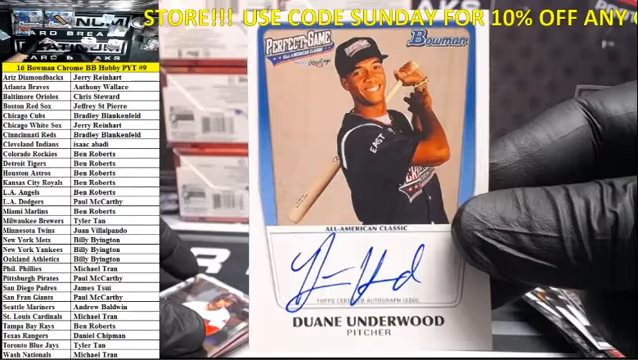 STORE!!! USE CODE SUNDAY FOR 10% OFF ANY
16 Bowman Chrome BB Hobby PYT #9
Ariz Diamondbacks Jerry Reinhart
Atlanta Braves Anthony Wallace
Baltimore Orioles Chris Steward
Boston Red Sox Jeffrey St Pierre
Chicago Cubs Bradley Blankenfeld
Chicago White Sox Jerry Reinhart
Cinncinnati Reds Bradley Blankenfeld
Cleveland Indians isaac abadi
Colorado Rockies Ben Roberts
Detroit Tigers Ben Roberts
Houston Astros Ben Roberts
Kansas City Royals Ben Roberts
L.A. Angels Ben Roberts
L.A. Dodgers Paul McCarthy
Miami Marlins Ben Roberts
Milwaukee Brewers Tyler Tan
Minnesota Twins Juan Villalpando
New York Mets Billy Byington
New York Yankees Billy Byington
Oakland Athletics Billy Byington
Phil. Phillies Michael Tran
Pittsburgh Pirates Paul McCarthy
San Diego Padres James Tsui
San Fran Giants Paul McCarthy
Seattle Mariners Andrew Baldwin
St. Louis Cardinals Michael Tran
Tampa Bay Rays Ben Roberts
Texas Rangers Daniel Chipman
Toronto Blue Jays Tyler Tan
Wash Nationals Michael Tran
PERFECT GAME
ALL-AMERICAN CLASSIC
Rawlings
Bowman
EAST
ALL-AMERICAN CLASSIC
TOPPS CERTIFIED AUTOGRAPH ISSUE
DUANE UNDERWOOD
PITCHER